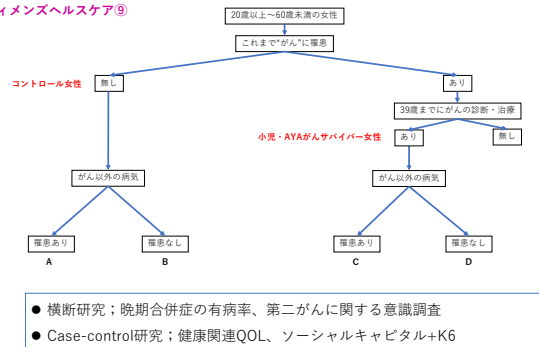 ィメンズヘルスケア⑨
20歳以上～60歳未満の女性
これまで“がん”に罹患
コントロール女性
無し
あり
39歳までにがんの診断・治療
小児・AYAがんサバイバー女性
あり
無し
がん以外の病気
がん以外の病気
罹患あり
罹患なし
罹患あり
罹患なし
A
B
C
D
● 横断研究；晩期合併症の有病率、第二がんに関する意識調査
● Case-control研究；健康関連QOL、ソーシャルキャピタル+K6